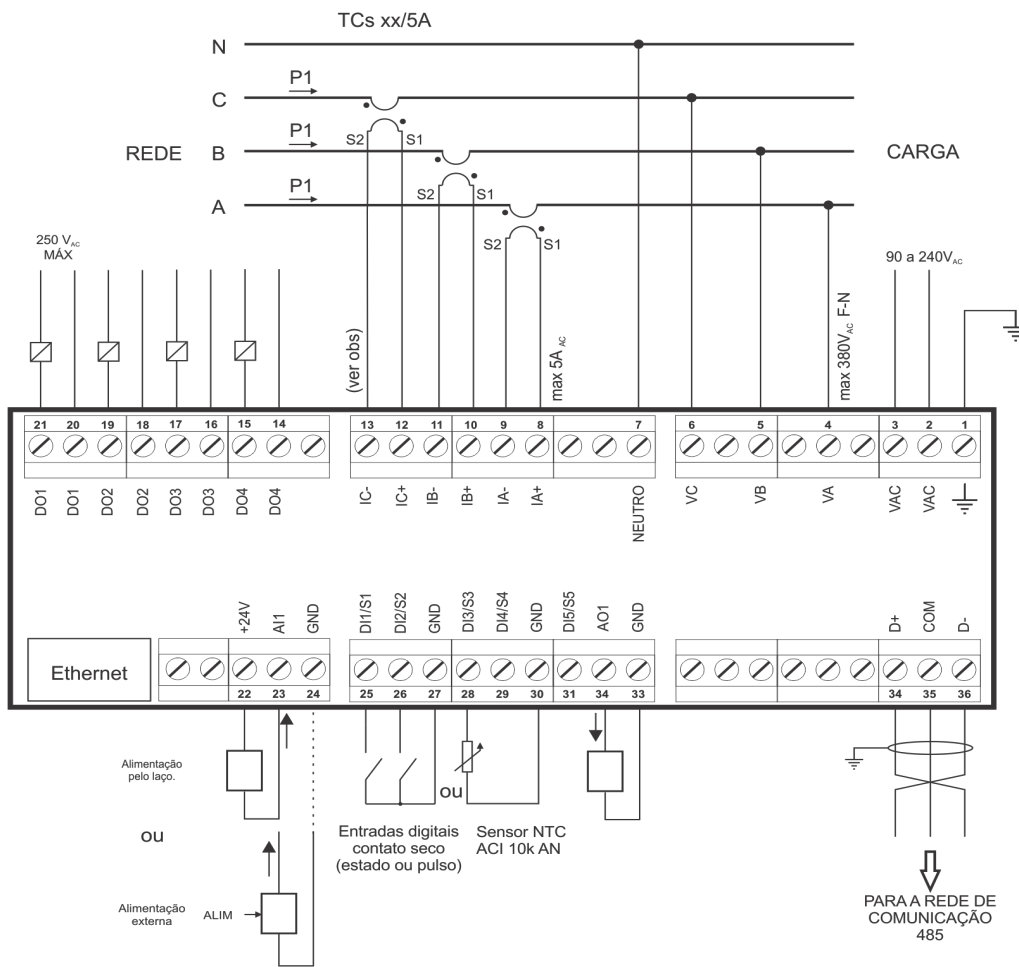 TCs xx/5A
N
P1
C
S2 S1
P1
REDE B CARGA
S2 S1
P1
A
S2 S1
250 VAC
MÁX
90 a 240VAC
(ver obs)
max 5A AC
max 380VAC F-N
21 20 19 18 17 16 15 14 13 12 11 10 9 8 7 6 5 4 3 2 1
DO1 DO1 DO2 DO2 DO3 DO3 DO4 DO4 IC- IC+ IB- IB+ IA- IA+ NEUTRO VC VB VA VAC VAC
+24V AI1 GND DI1/S1 DI2/S2 GND DI3/S3 DI4/S4 GND DI5/S5 AO1 GND D+ COM D-
Ethernet
22 23 24 25 26 27 28 29 30 31 34 33 34 35 36
Alimentação
pelo laço.
ou
ou
Entradas digitais
contato seco
(estado ou pulso)
Sensor NTC
ACI 10k AN
Alimentação
externa
ALIM
PARA A REDE DE
COMUNICAÇÃO
485